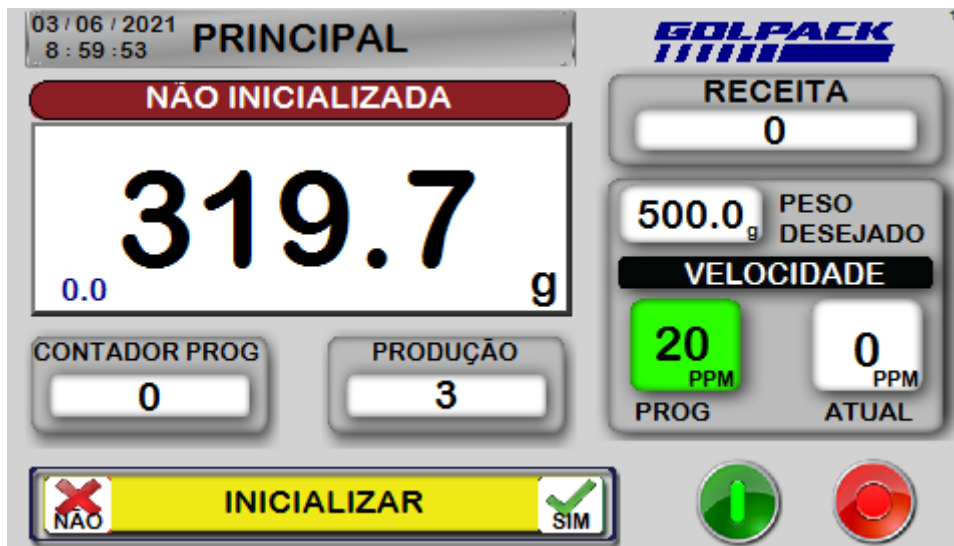 03 / 06 / 2021
8 : 59 : 53
PRINCIPAL
GOLPACK
NÃO INICIALIZADA
319.7
0.0
g
RECEITA
0
500.0 g
PESO
DESEJADO
VELOCIDADE
20
PPM
PROG
0
PPM
ATUAL
CONTADOR PROG
0
PRODUÇÃO
3
NÃO
INICIALIZAR
SIM